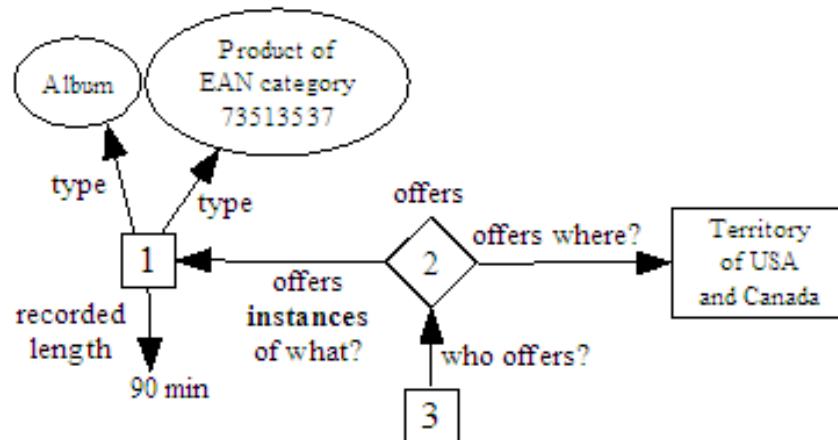 Product of
EAN category
73513537
Album
type
type
offers
offers where?
Territory
of USA
and Canada
1
2
offers
instances
of what?
recorded
length
who offers?
90 min
3